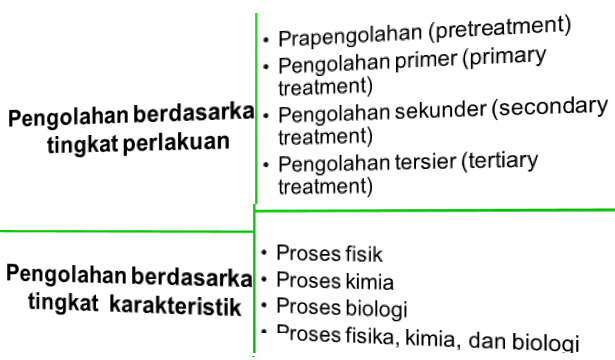 Pengolahan berdasarka
tingkat perlakuan
• Prapengolahan (pretreatment)
• Pengolahan primer (primary
treatment)
• Pengolahan sekunder (secondary
treatment)
• Pengolahan tersier (tertiary
treatment)
Pengolahan berdasarka
tingkat karakteristik
• Proses fisik
• Proses kimia
• Proses biologi
• Proses fisika, kimia, dan biologi